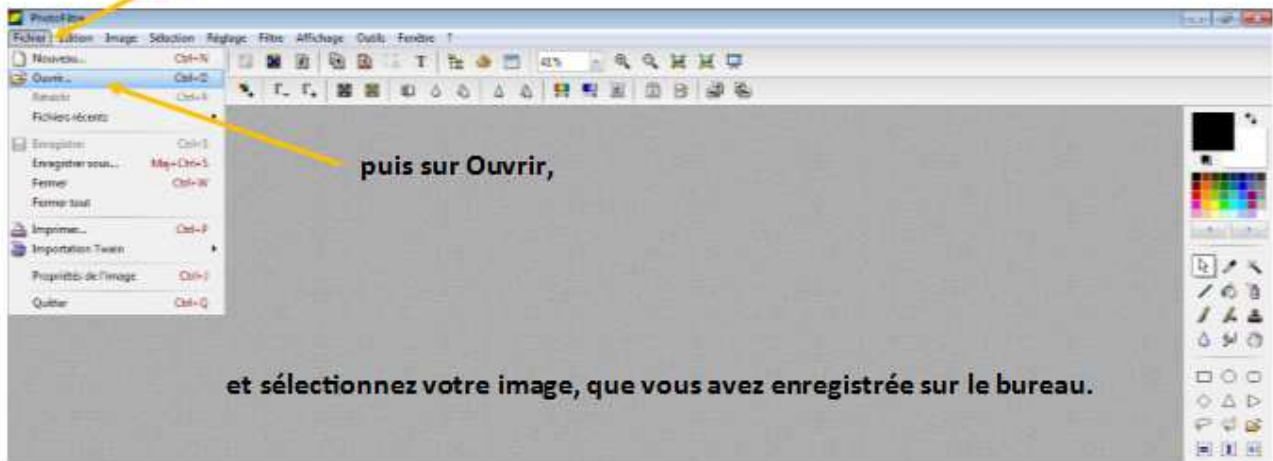 PhotoFiltre
Fichier Edition Image Sélection Réglage Filtre Affichage Outils Fenêtre ?
Nouveau... Ctrl+N
41%
Ouvrir... Ctrl+O
Fichiers récents
puis sur Ouvrir,
Enregistrer Ctrl+S
Enregistrer sous... Maj+Ctrl+S
Fermer Ctrl+W
Fermer tout
Imprimer... Ctrl+P
Importation Twain
Propriétés de l'image Ctrl+J
Quitter Ctrl+Q
et sélectionnez votre image, que vous avez enregistrée sur le bureau.